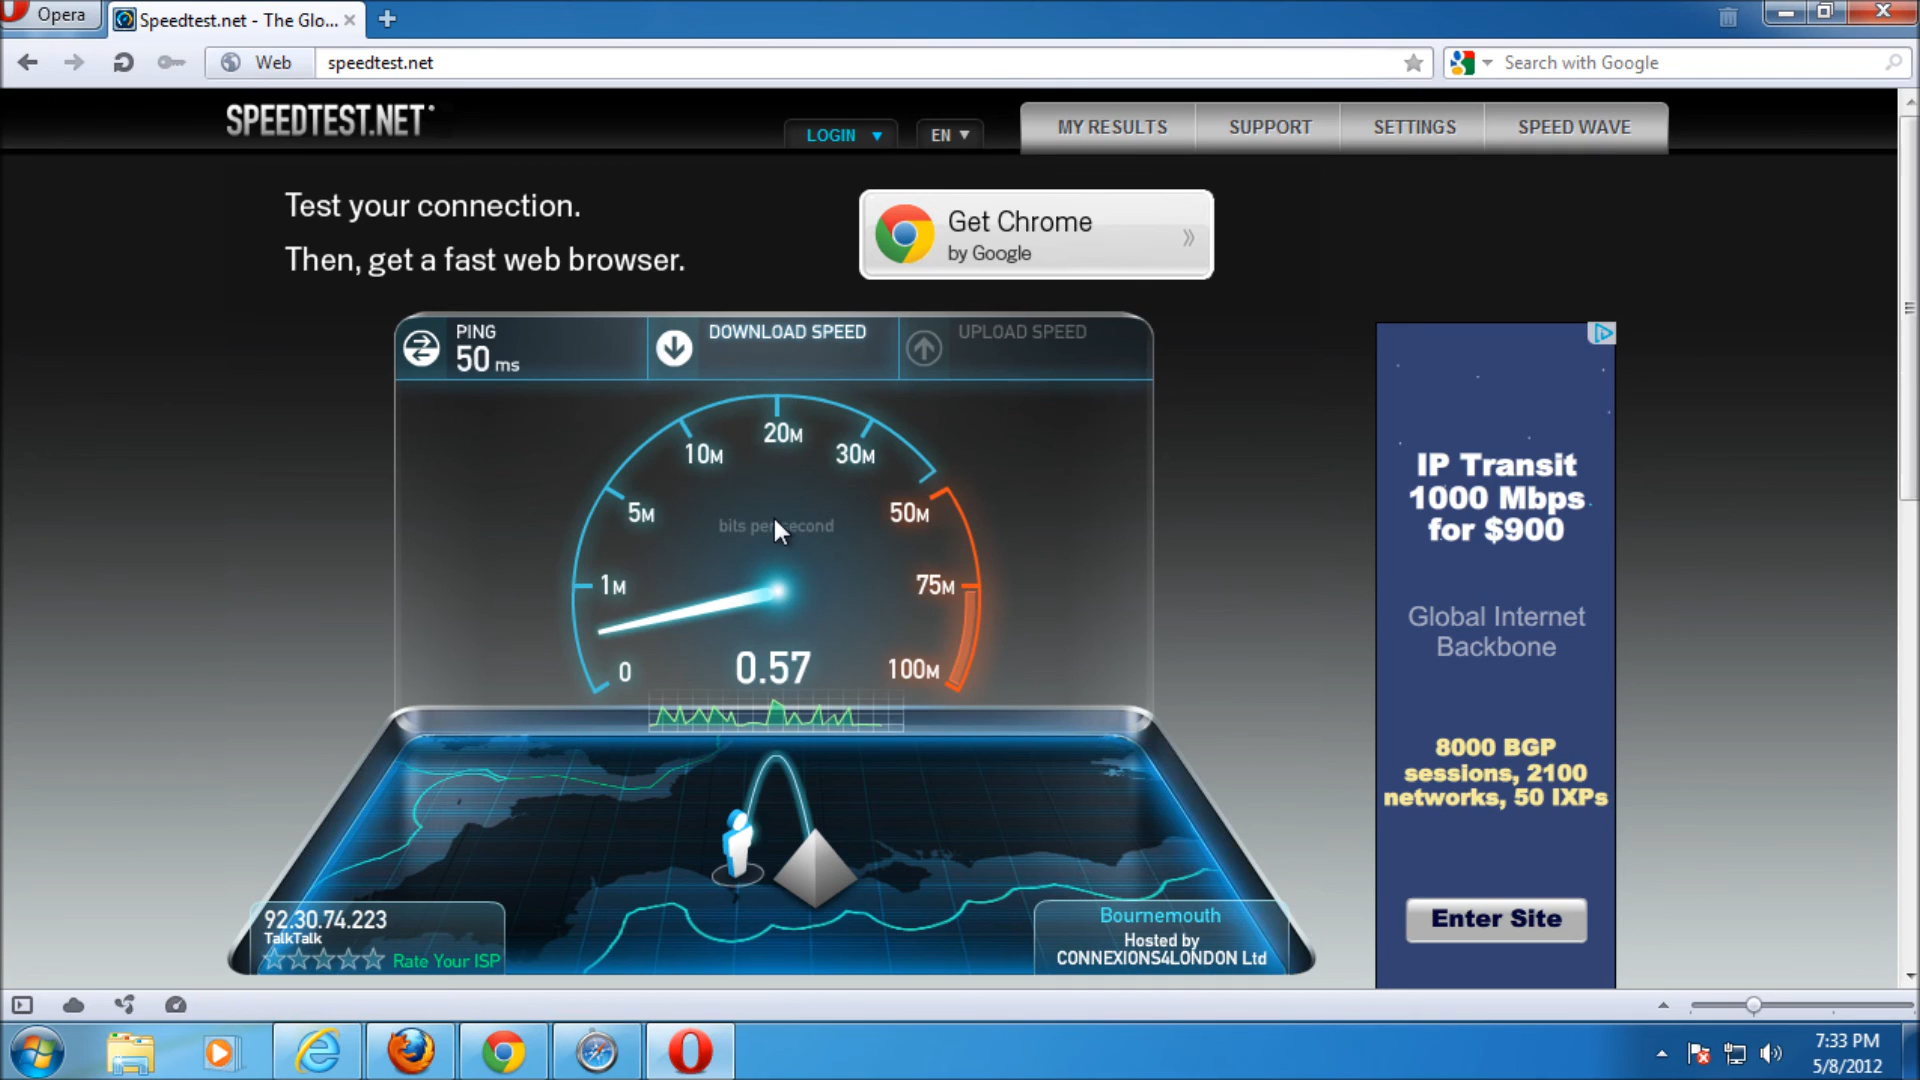 Opera
Speedtest.net - The Glo...
Web
speedtest.net
Search with Google
SPEEDTEST.NET
LOGIN
EN
MY RESULTS
SUPPORT
SETTINGS
SPEED WAVE
Test your connection.
Then, get a fast web browser.
Get Chrome
by Google
PING
50 ms
DOWNLOAD SPEED
UPLOAD SPEED
20M
10M
30M
5M
50M
bits per second
1M
75M
0
0.57
100M
IP Transit
1000 Mbps
for $900
Global Internet
Backbone
8000 BGP
sessions, 2100
networks, 50 IXPs
Enter Site
92.30.74.223
TalkTalk
Rate Your ISP
Bournemouth
Hosted by
CONNEXIONS4LONDON Ltd
7:33 PM
5/8/2012